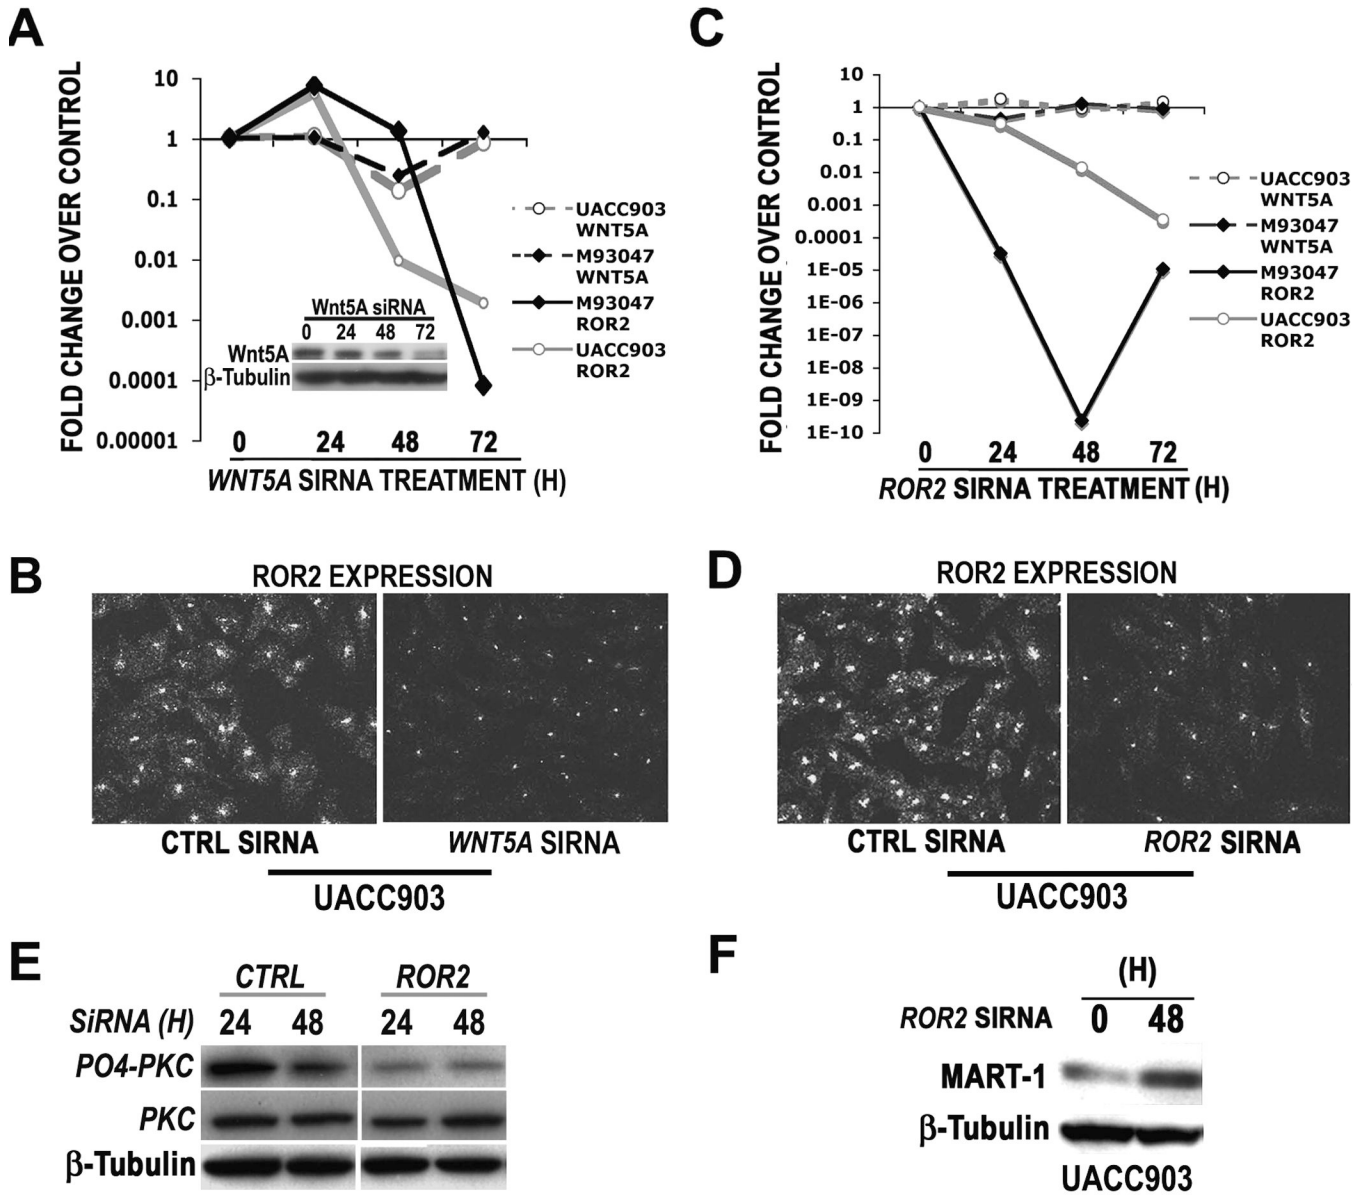 A
FOLD CHANGE OVER CONTROL
10
1
0.1
0.01
0.001
0.0001
0.00001
UACC903
WNT5A
M93047
WNT5A
M93047
ROR2
UACC903
ROR2
Wnt5A siRNA
0 24 48 72
Wnt5A
β-Tubulin
0 24 48 72
WNT5A SIRNA TREATMENT (H)
C
FOLD CHANGE OVER CONTROL
10
1
0.1
0.01
0.001
0.0001
1E-05
1E-06
1E-07
1E-08
1E-09
1E-10
UACC903
WNT5A
M93047
WNT5A
M93047
ROR2
UACC903
ROR2
0 24 48 72
ROR2 SIRNA TREATMENT (H)
B
ROR2 EXPRESSION
CTRL SIRNA WNT5A SIRNA
UACC903
D
ROR2 EXPRESSION
CTRL SIRNA ROR2 SIRNA
UACC903
E
CTRL ROR2
SiRNA (H) 24 48 24 48
PO4-PKC
PKC
β-Tubulin
F
(H)
ROR2 SIRNA 0 48
MART-1
β-Tubulin
UACC903